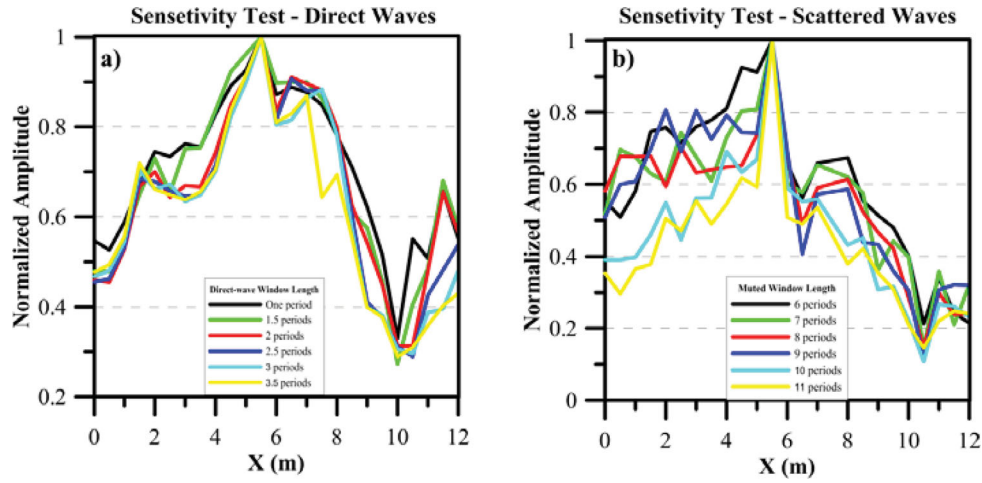 Sensetivity Test - Direct Waves
a)
Normalized Amplitude
1
0.8
0.6
0.4
0.2
Direct-wave Window Length
One period
1.5 periods
2 periods
2.5 periods
3 periods
3.5 periods
0 2 4 6 8 10 12
X (m)
Sensetivity Test - Scattered Waves
b)
Normalized Amplitude
1
0.8
0.6
0.4
0.2
0
Muted Window Length
6 periods
7 periods
8 periods
9 periods
10 periods
11 periods
0 2 4 6 8 10 12
X (m)